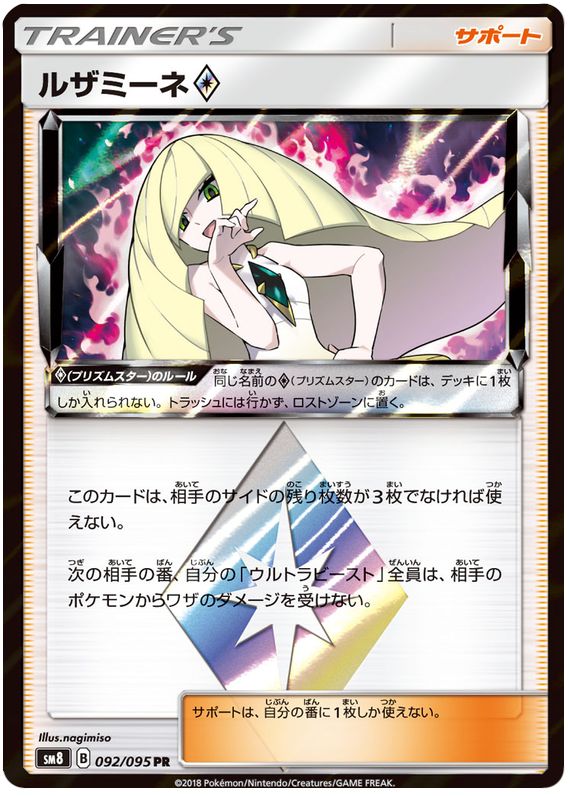 TRAINER'S
サポート
ルザミーネ◇
◇(プリズムスター)のルール 同じ名前の◇(プリズムスター)のカードは、デッキに1枚
しか入れられない。トラッシュには行かず、ロストゾーンに置く。
このカードは、相手のサイドの残り枚数が3枚でなければ使
えない。
次の相手の番、自分の「ウルトラビースト」全員は、相手の
ポケモンからワザのダメージを受けない。
サポートは、自分の番に1枚しか使えない。
Illus.nagimiso
SM8 B 092/095 PR
©2018 Pokémon/Nintendo/Creatures/GAME FREAK.